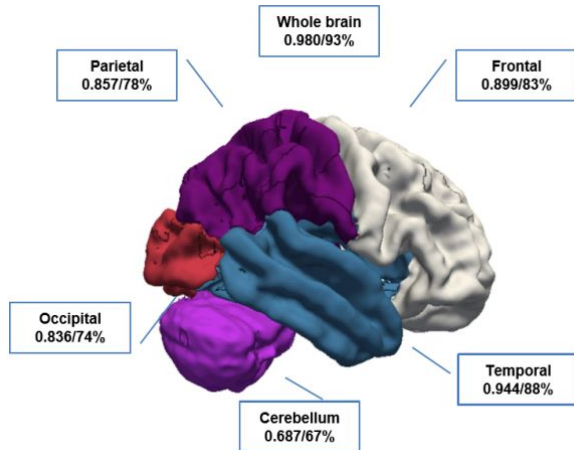 Whole brain
0.980/93%
Parietal
0.857/78%
Frontal
0.899/83%
Occipital
0.836/74%
Temporal
0.944/88%
Cerebellum
0.687/67%